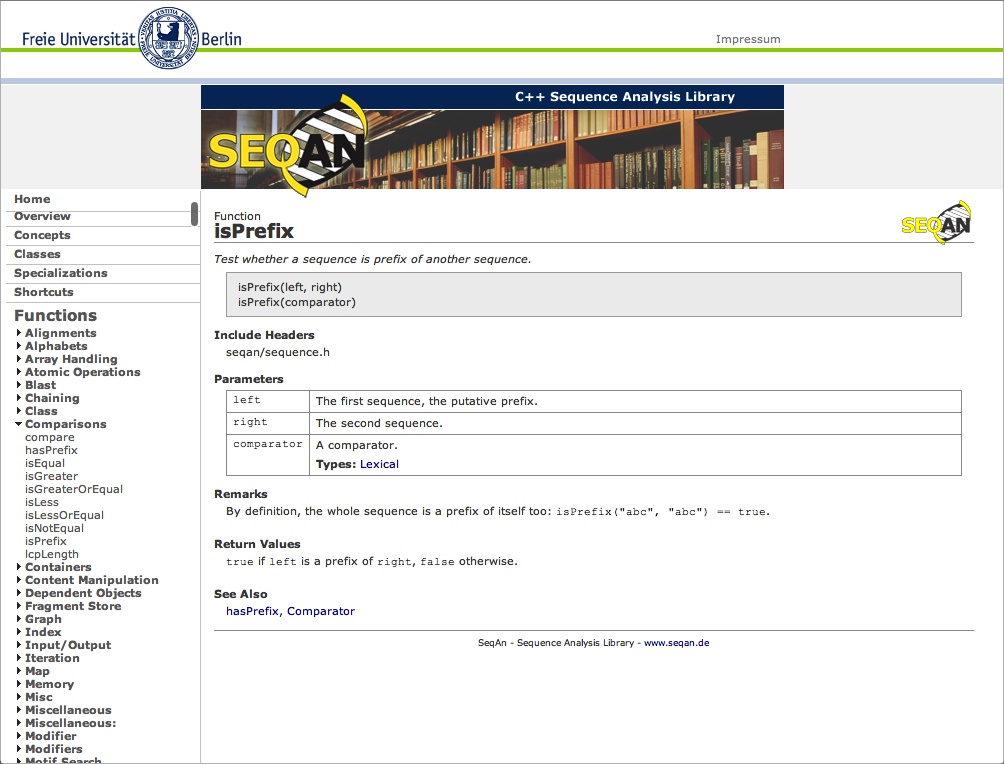 Freie Universität Berlin
Impressum
C++ Sequence Analysis Library
SEQAN
Home
Overview
Concepts
Classes
Specializations
Shortcuts
Functions
Alignments
Alphabets
Array Handling
Atomic Operations
Blast
Chaining
Class
Comparisons
compare
hasPrefix
isEqual
isGreater
isGreaterOrEqual
isLess
isLessOrEqual
isNotEqual
isPrefix
lcpLength
Containers
Content Manipulation
Dependent Objects
Fragment Store
Graph
Index
Input/Output
Iteration
Map
Memory
Misc
Miscellaneous
Miscellaneous:
Modifier
Modifiers
Motif Search
Function
isPrefix
SEQAN
Test whether a sequence is prefix of another sequence.
isPrefix(left, right)
isPrefix(comparator)
Include Headers
seqan/sequence.h
Parameters
left The first sequence, the putative prefix.
right The second sequence.
comparator A comparator.
Types: Lexical
Remarks
By definition, the whole sequence is a prefix of itself too: isPrefix("abc", "abc") == true.
Return Values
true if left is a prefix of right, false otherwise.
See Also
hasPrefix, Comparator
SeqAn - Sequence Analysis Library - www.seqan.de